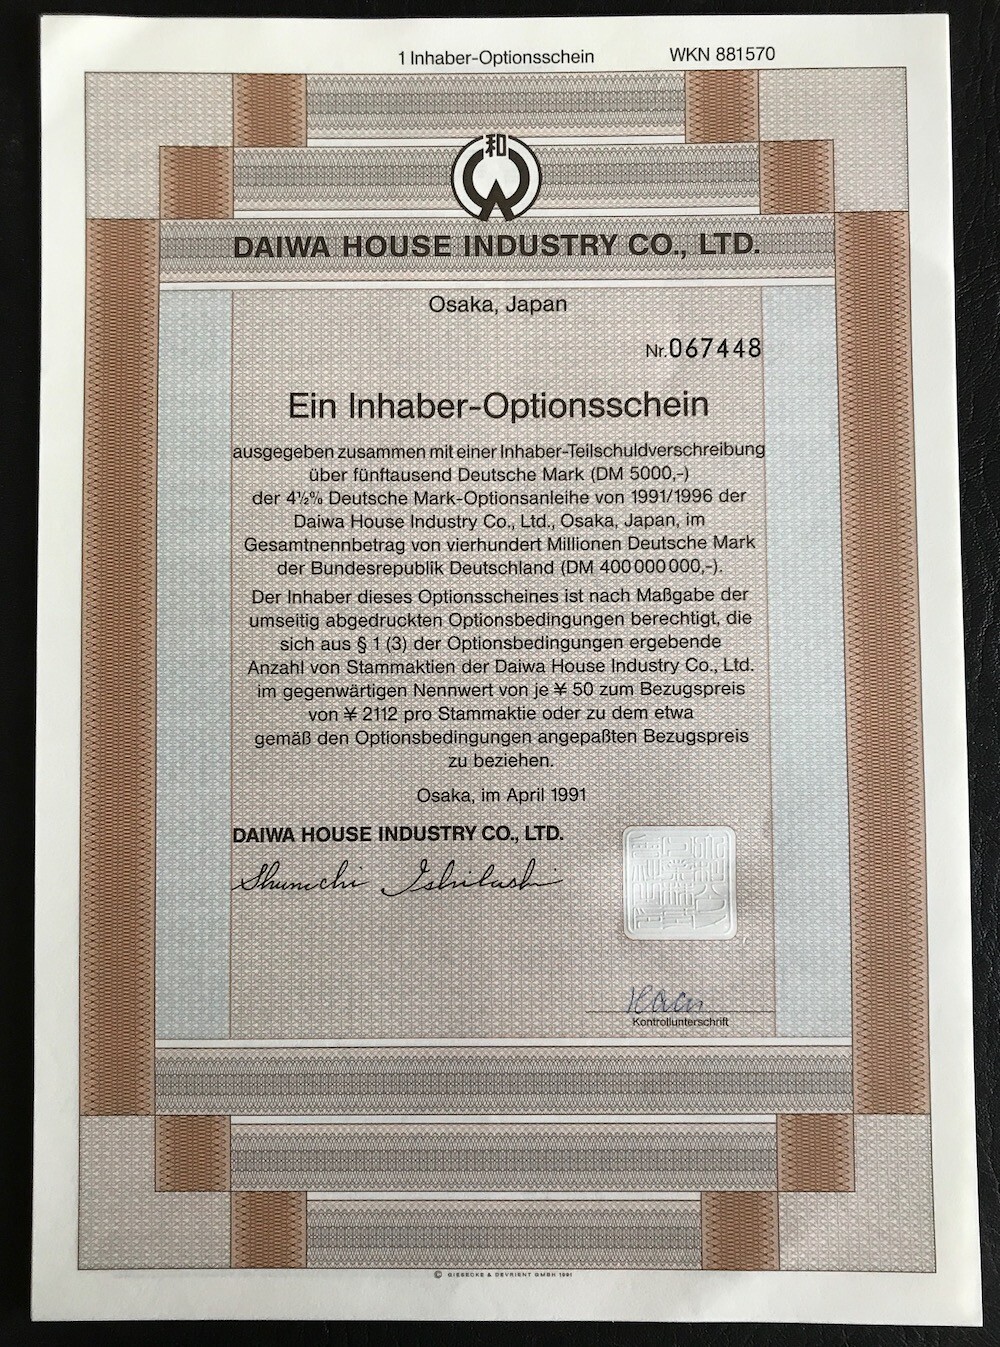 1 Inhaber-Optionsschein WKN 881570
和
DAIWA HOUSE INDUSTRY CO., LTD.
Osaka, Japan
Nr. 067448
Ein Inhaber-Optionsschein
ausgegeben zusammen mit einer Inhaber-Teilschuldverschreibung
über fünftausend Deutsche Mark (DM 5000,-)
der 4½% Deutsche Mark-Optionsanleihe von 1991/1996 der
Daiwa House Industry Co., Ltd., Osaka, Japan, im
Gesamtnennbetrag von vierhundert Millionen Deutsche Mark
der Bundesrepublik Deutschland (DM 400 000 000,-).
Der Inhaber dieses Optionsscheines ist nach Maßgabe der
umseitig abgedruckten Optionsbedingungen berechtigt, die
sich aus § 1 (3) der Optionsbedingungen ergebende
Anzahl von Stammaktien der Daiwa House Industry Co., Ltd.
im gegenwärtigen Nennwert von je ¥ 50 zum Bezugspreis
von ¥ 2112 pro Stammaktie oder zu dem etwa
gemäß den Optionsbedingungen angepaßten Bezugspreis
zu beziehen.
Osaka, im April 1991
DAIWA HOUSE INDUSTRY CO., LTD.
Shunichi Ishibashi
Kontrollunterschrift
© GIESECKE & DEVRIENT GMBH 1991